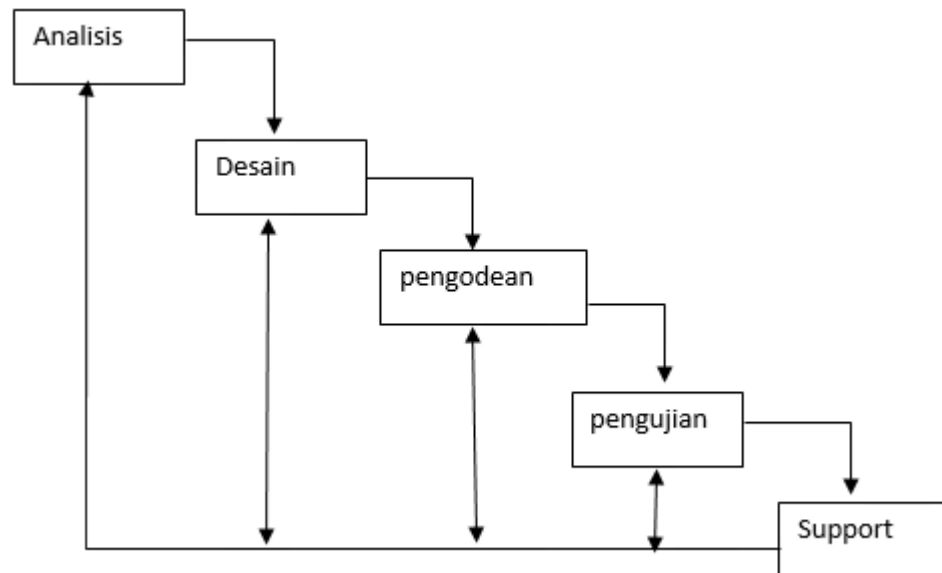 Analisis
Desain
pengodean
pengujian
Support